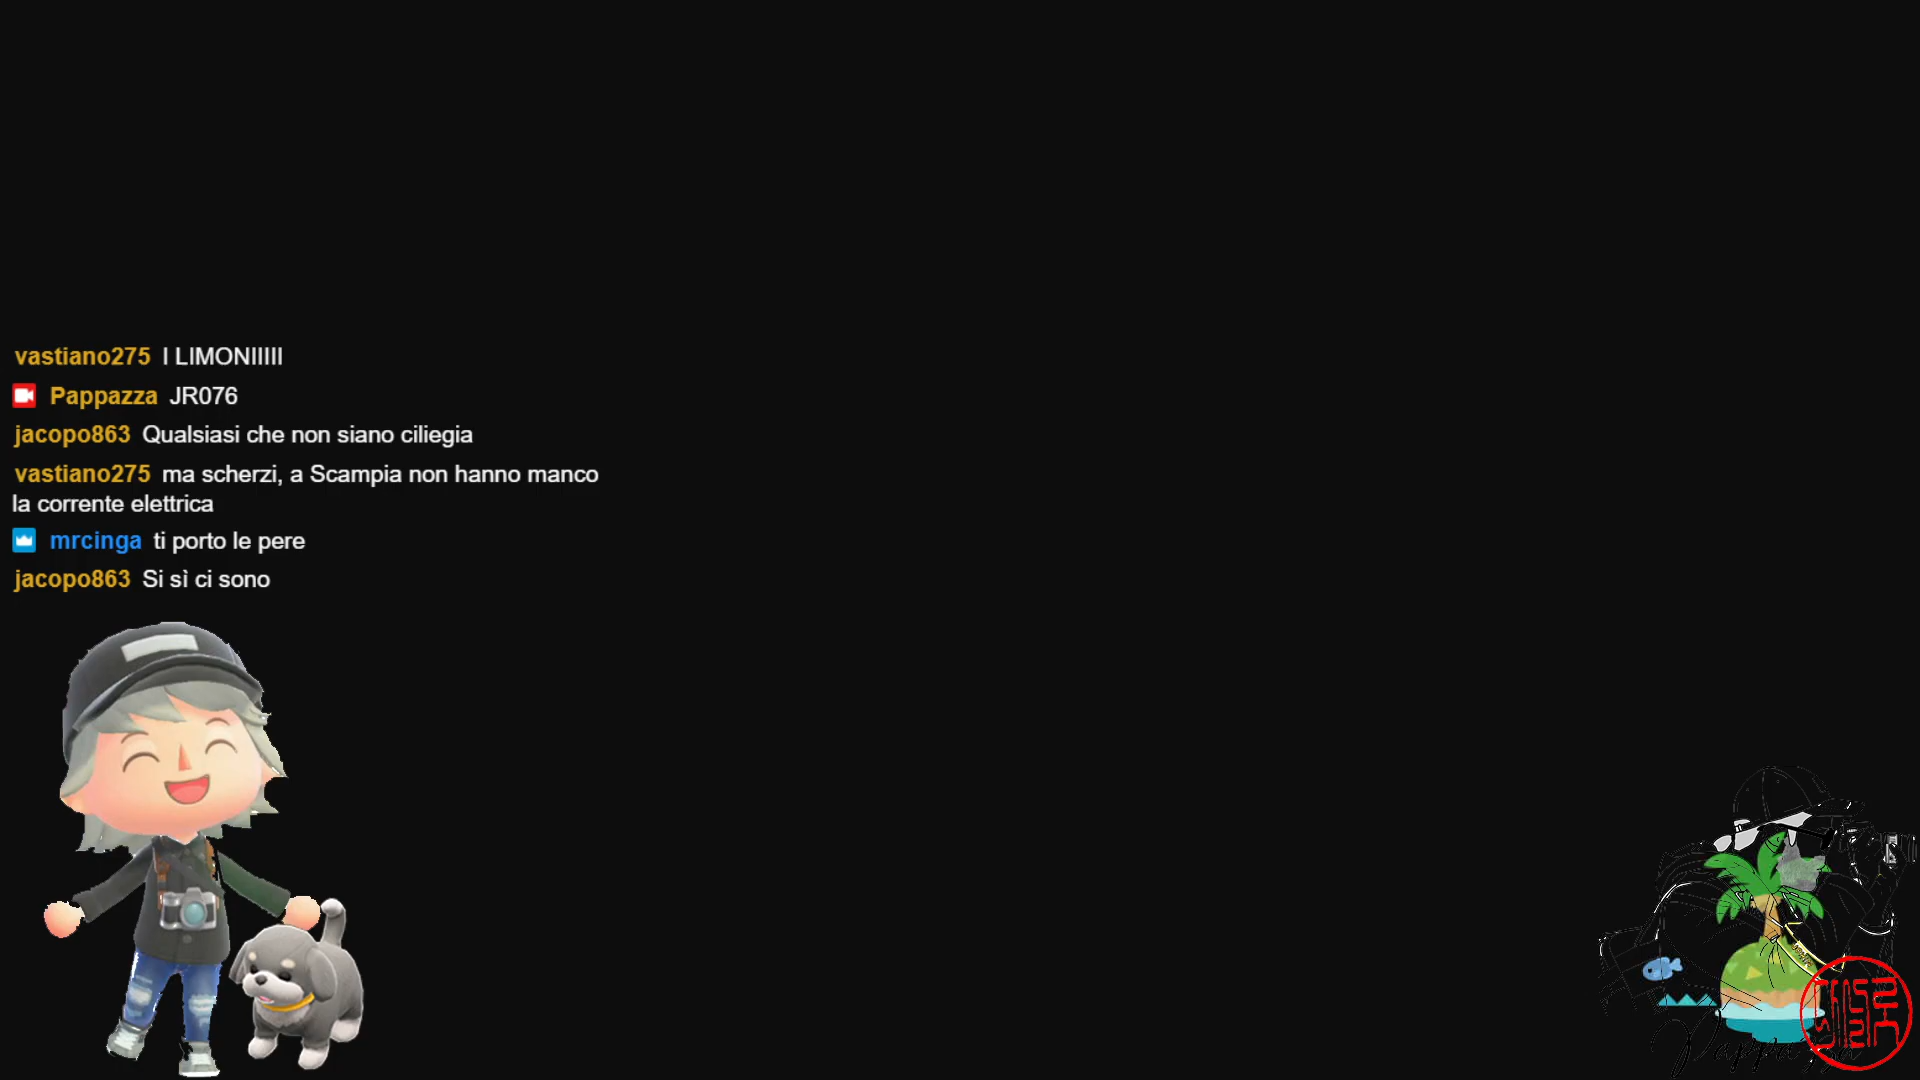 vastiano275 I LIMONIIIII
Pappazza JR076
jacopo863 Qualsiasi che non siano ciliegia
vastiano275 ma scherzi, a Scampia non hanno manco
la corrente elettrica
mrcinga ti porto le pere
jacopo863 Si sì ci sono